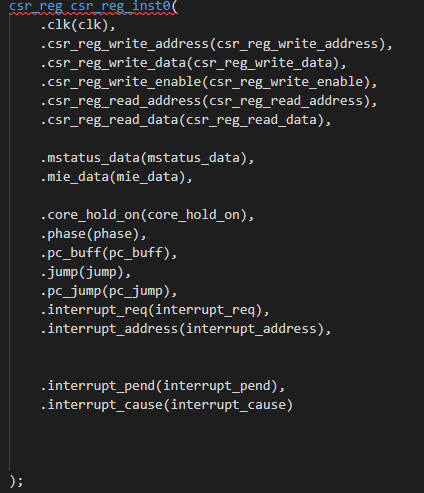 csr_reg csr_reg_inst0(
.clk(clk),
.csr_reg_write_address(csr_reg_write_address),
.csr_reg_write_data(csr_reg_write_data),
.csr_reg_write_enable(csr_reg_write_enable),
.csr_reg_read_address(csr_reg_read_address),
.csr_reg_read_data(csr_reg_read_data),
.mstatus_data(mstatus_data),
.mie_data(mie_data),
.core_hold_on(core_hold_on),
.phase(phase),
.pc_buff(pc_buff),
.jump(jump),
.pc_jump(pc_jump),
.interrupt_req(interrupt_req),
.interrupt_address(interrupt_address),
.interrupt_pend(interrupt_pend),
.interrupt_cause(interrupt_cause)
);